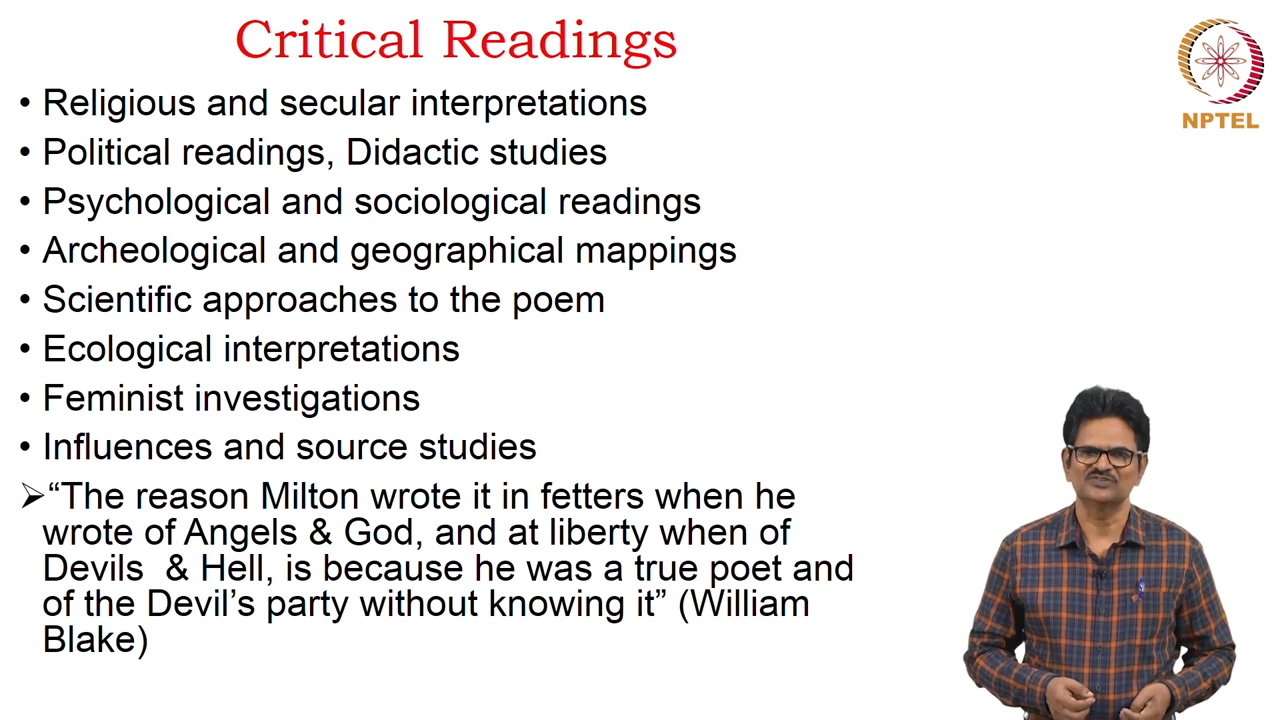 Critical Readings
NPTEL
• Religious and secular interpretations
• Political readings, Didactic studies
• Psychological and sociological readings
• Archeological and geographical mappings
• Scientific approaches to the poem
• Ecological interpretations
• Feminist investigations
• Influences and source studies
➢“The reason Milton wrote it in fetters when he
wrote of Angels & God, and at liberty when of
Devils & Hell, is because he was a true poet and
of the Devil’s party without knowing it” (William
Blake)